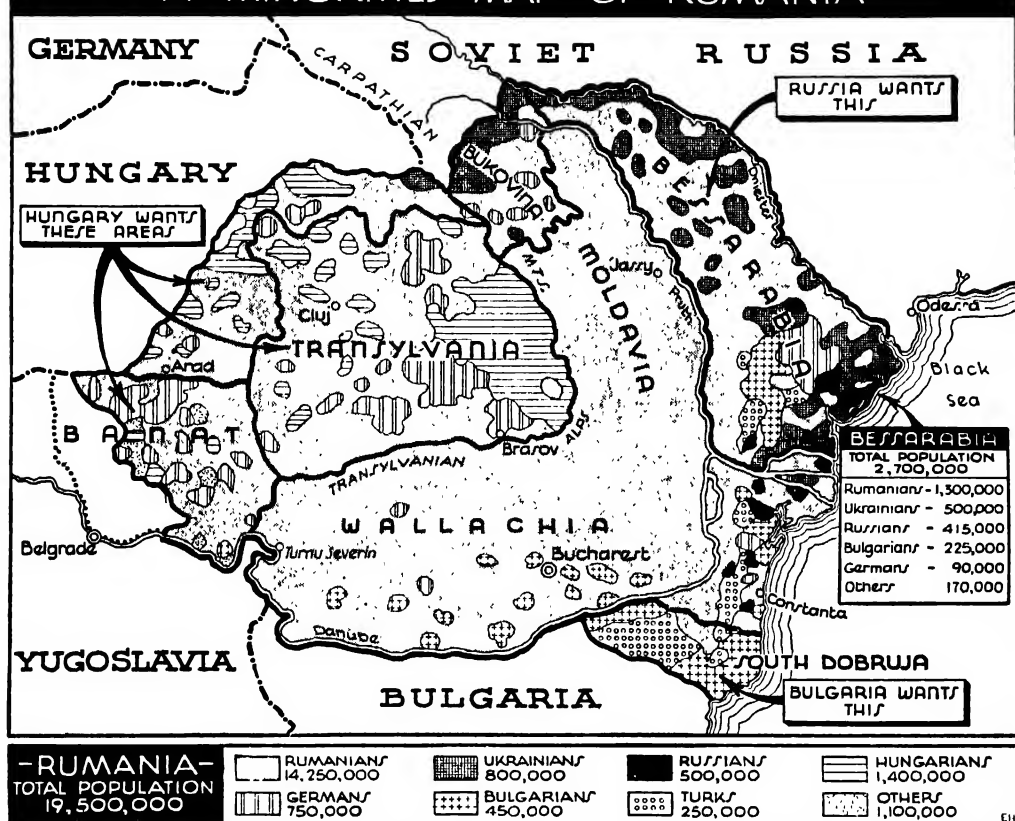 A MINORITIES MAP OF RUMANIA
GERMANY
SOVIET RUSSIA
CARPATHIAN
RUSSIA WANTS
THIS
HUNGARY
BUKOVINA
BESSARABIA
Dniester
HUNGARY WANTS
THESE AREAS
MTS
MOLDAVIA
Jassy
Pruth
Cluj
Odessa
TRANSYLVANIA
Arad
Black
Sea
BANAT
Brasov
ALPS
TRANSYLVANIAN
BESSARABIA
TOTAL POPULATION
2,700,000
Rumanians - 1,300,000
Ukrainians - 500,000
Russians - 415,000
Bulgarians - 225,000
Germans - 90,000
Others 170,000
WALLACHIA
Belgrade
Turnu Severin
Bucharest
Constanta
Danube
YUGOSLAVIA
SOUTH DOBRUJA
BULGARIA
BULGARIA WANTS
THIS
-RUMANIA-
TOTAL POPULATION
19,500,000
RUMANIANS
14,250,000
UKRAINIANS
800,000
RUSSIANS
500,000
HUNGARIANS
1,400,000
GERMANS
750,000
BULGARIANS
450,000
TURKS
250,000
OTHERS
1,100,000